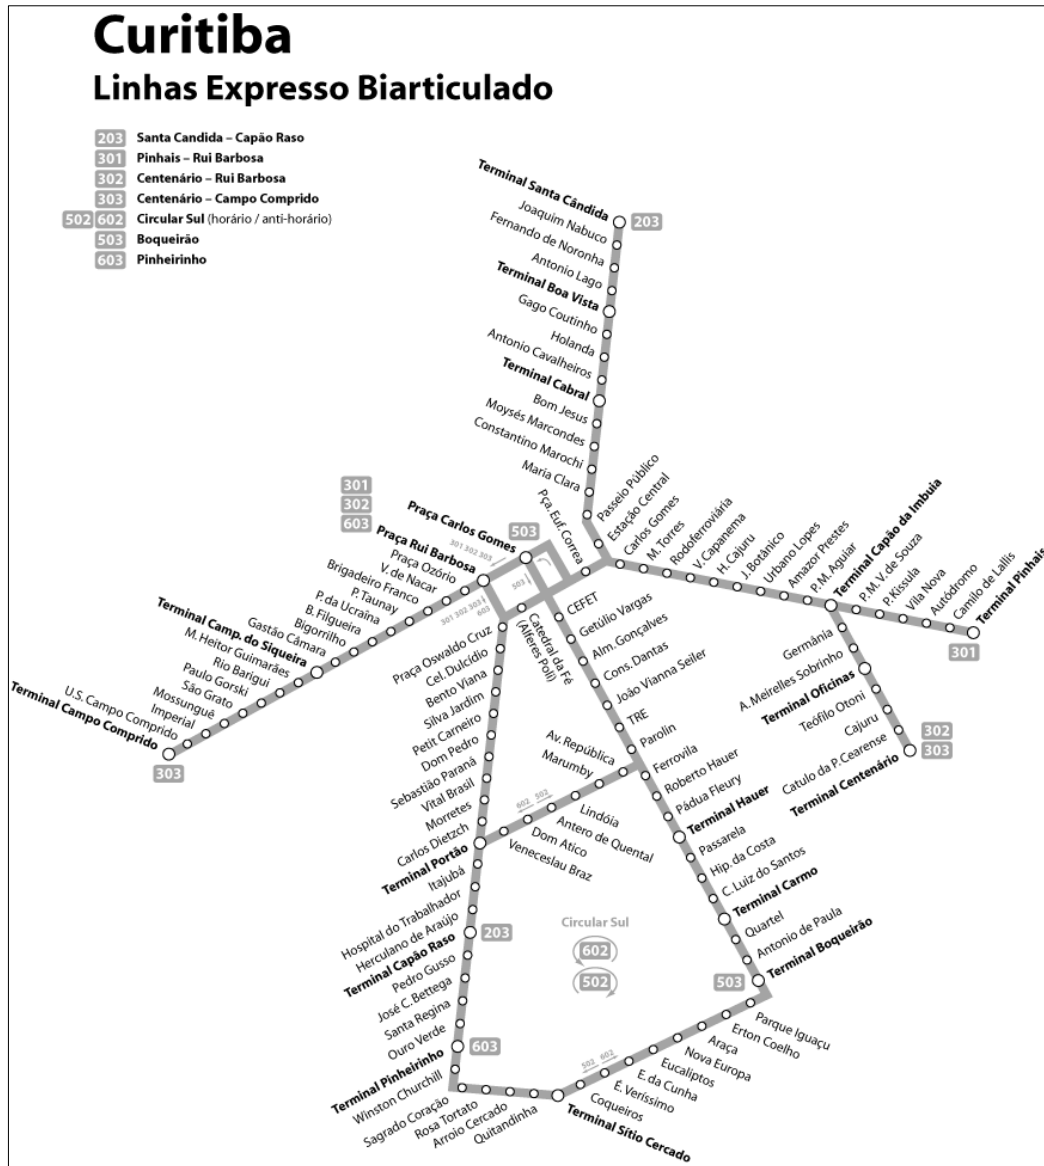 Curitiba
Linhas Expresso Biarticulado
203 Santa Candida – Capão Raso
301 Pinhais – Rui Barbosa
302 Centenário – Rui Barbosa
303 Centenário – Campo Comprido
502 602 Circular Sul (horário / anti-horário)
503 Boqueirão
603 Pinheirinho
Terminal Santa Cândida
203
Joaquim Nabuco
Fernando de Noronha
Antonio Lago
Terminal Boa Vista
Gago Coutinho
Holanda
Antonio Cavalheiros
Terminal Cabral
Bom Jesus
Moysés Marcondes
Constantino Marochi
Maria Clara
Passeio Público
Estação Central
Carlos Gomes
M. Torres
Rodoferroviária
V. Capanema
H. Cajuru
J. Botânico
Urbano Lopes
Amazor Prestes
P.M. Aguiar
Terminal Capão da Imbuia
P.M. V. de Souza
P. Kissula
Vila Nova
Autódromo
Camilo de Lallis
Terminal Pinhais
301
Germânia
A. Meirelles Sobrinho
Terminal Oficinas
Teófilo Otoni
Cajuru
Catulo da P. Cearense
Terminal Centenário
302
303
Pça. Euf. Correa
301
302
603
Praça Carlos Gomes
503
301 302 303
Praça Rui Barbosa
503
301 302 303
603
Praça Ozório
V. de Nacar
Brigadeiro Franco
P. Taunay
P. da Ucraína
B. Filgueira
Bigorrilho
Gastão Câmara
Terminal Camp. do Siqueira
M. Heitor Guimarães
Rio Barigui
Paulo Gorski
São Grato
Mossunguê
Imperial
U.S. Campo Comprido
Terminal Campo Comprido
303
Catedral da Fé
(Alferes Poli)
Praça Oswaldo Cruz
Cel. Dulcídio
Bento Viana
Silva Jardim
Petit Carneiro
Dom Pedro
Sebastião Paraná
Vital Brasil
Morretes
Carlos Dietzch
Terminal Portão
Itajubá
Hospital do Trabalhador
Herculano de Araújo
Terminal Capão Raso
203
Pedro Gusso
José C. Bettega
Santa Regina
Ouro Verde
Terminal Pinheirinho
603
Winston Churchill
Sagrado Coração
Rosa Tortato
Arroio Cercado
Quitandinha
Terminal Sítio Cercado
CEFET
Getúlio Vargas
Alm. Gonçalves
Cons. Dantas
João Vianna Seiler
TRE
Parolin
Ferrovila
Roberto Hauer
Pádua Fleury
Terminal Hauer
Passarela
Hip. da Costa
C. Luiz do Santos
Terminal Carmo
Quartel
Antonio de Paula
Terminal Boqueirão
503
Parque Iguaçu
Erton Coelho
Araça
Nova Europa
Eucaliptos
E. da Cunha
É. Veríssimo
Coqueiros
502 602
Av. República
Marumby
602 502
Lindóia
Antero de Quental
Dom Atico
Veneceslau Braz
Circular Sul
602
502